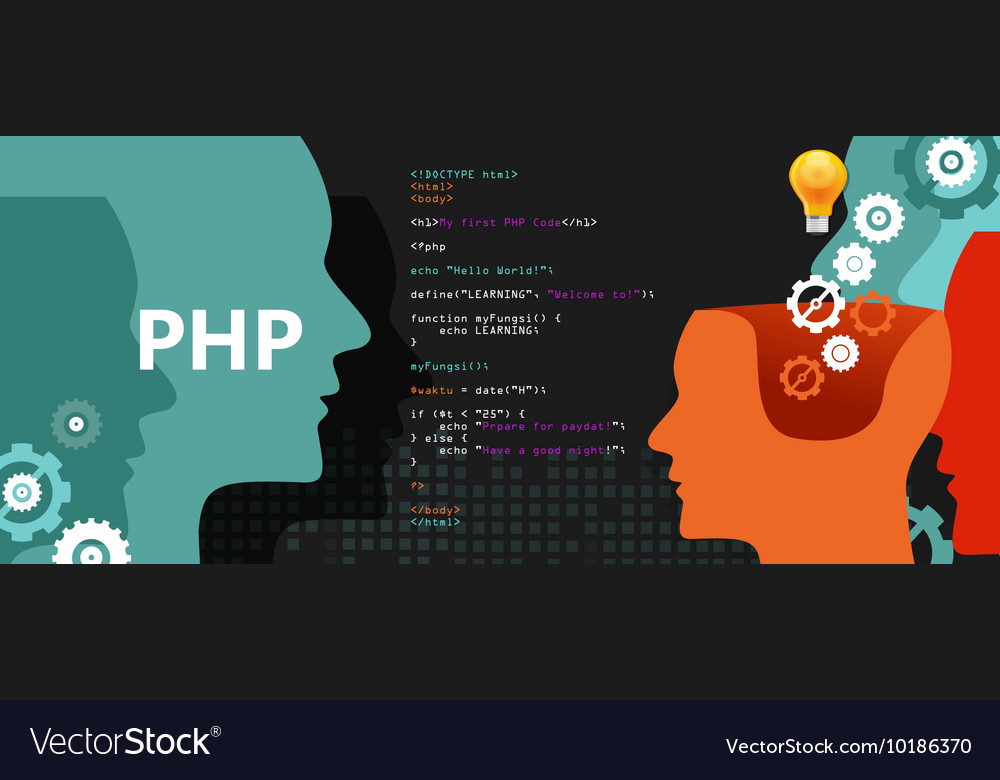 PHP
<!DOCTYPE html>
<html>
<body>
<h1>My first PHP Code</h1>
<?php
echo "Hello World!";
define("LEARNING", "Welcome to!");
function myFungsi() {
echo LEARNING;
}
myFungsi();
$waktu = date("H");
if ($t < "25") {
echo "Prpare for paydat!";
} else {
echo "Have a good night!";
}
?>
</body>
</html>
VectorStock®
VectorStock.com/10186370